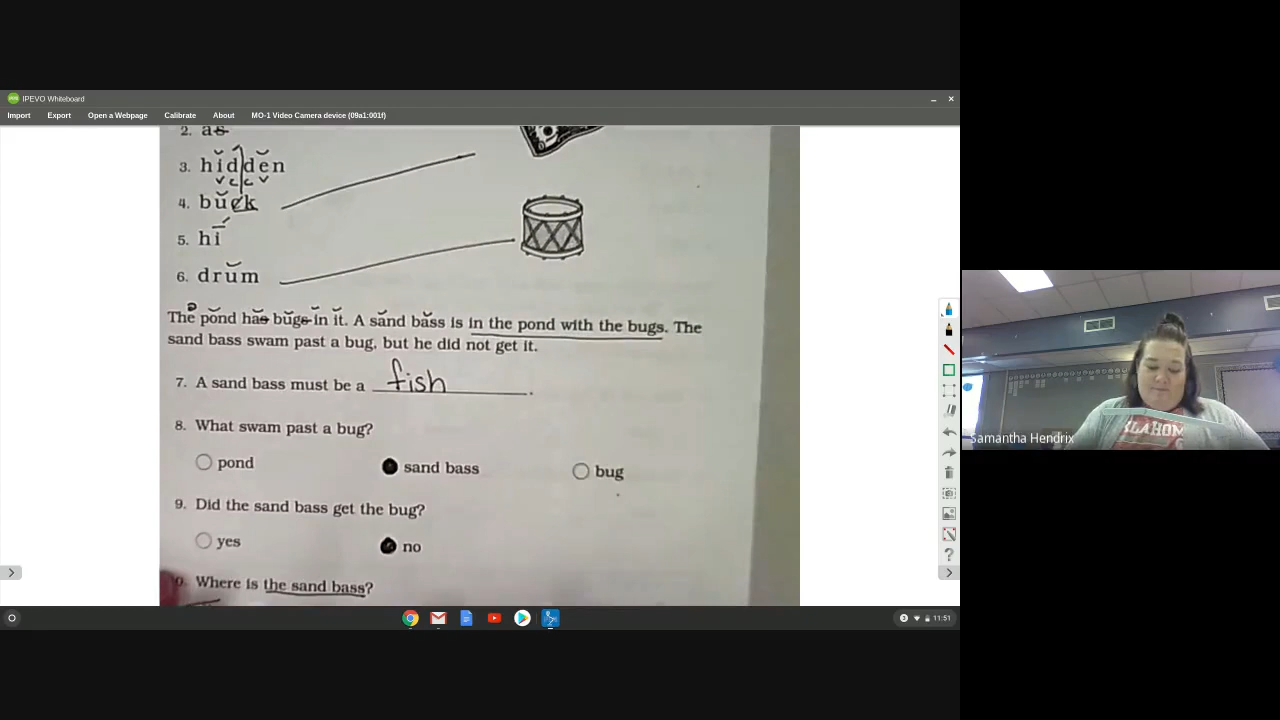 IPEVO Whiteboard
Import Export Open a Webpage Calibrate About MO-1 Video Camera device (09a1:001f)
2. as
3. hidden
v c c v
4. buck
5. hi
6. drum
The pond has bugs in it. A sand bass is in the pond with the bugs. The
sand bass swam past a bug, but he did not get it.
7. A sand bass must be a fish.
8. What swam past a bug?
pond sand bass bug
9. Did the sand bass get the bug?
yes no
Where is the sand bass?
Samantha Hendrix
3 11:51